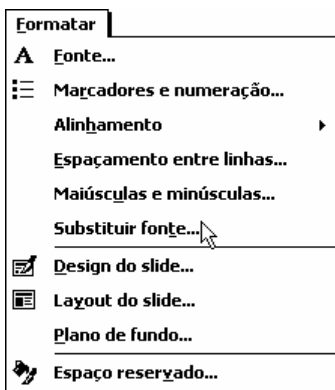 Formatar
Fonte...
Marcadores e numeração...
Alinhamento
Espaçamento entre linhas...
Maiúsculas e minúsculas...
Substituir fonte...
Design do slide...
Layout do slide...
Plano de fundo...
Espaço reservado...